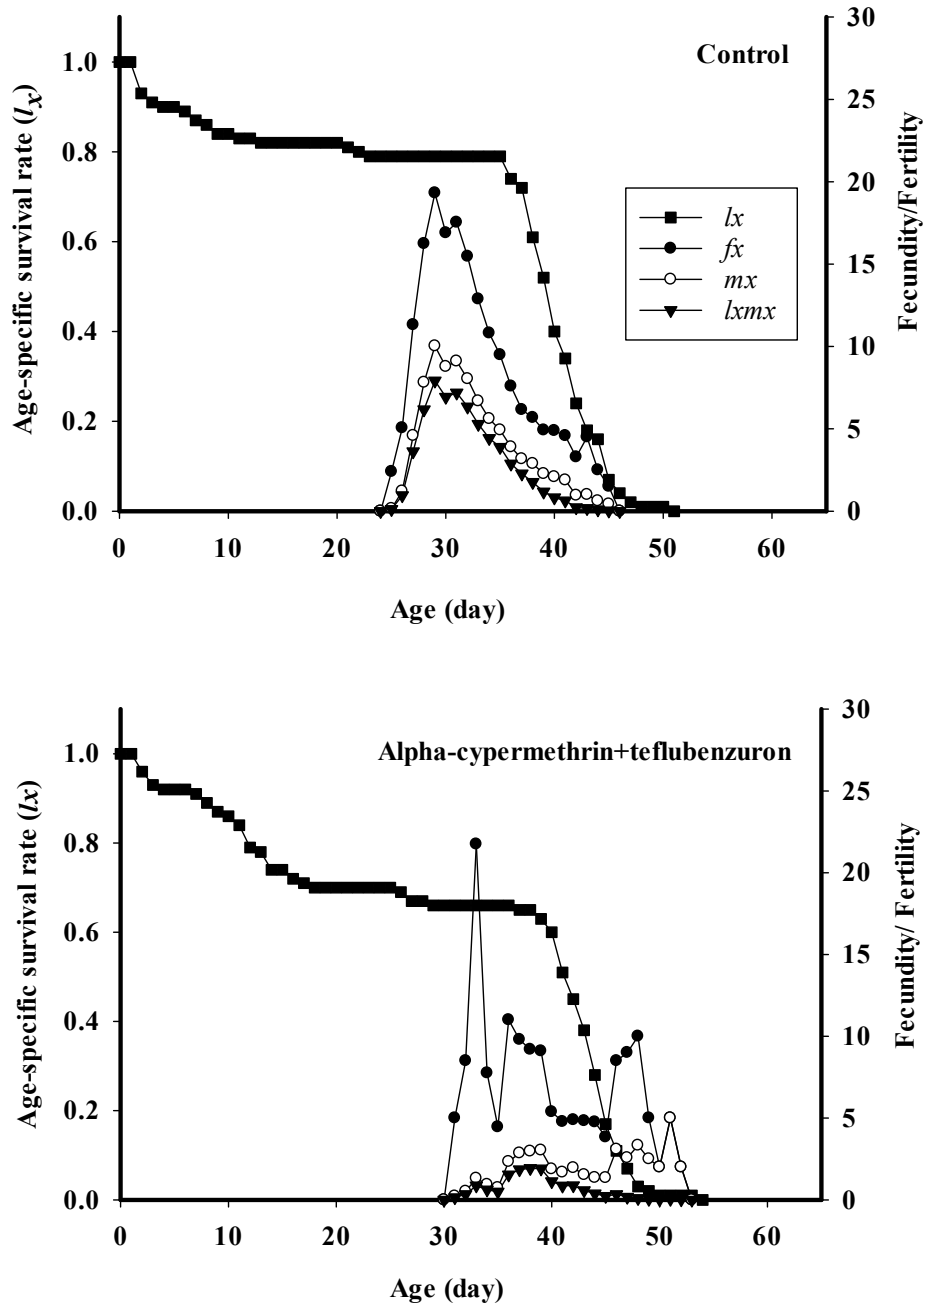 Control
Age-specific survival rate (lx)
1.0
0.8
0.6
0.4
0.2
0.0
30
25
20
15
10
5
0
Fecundity/Fertility
lx
fx
mx
lxmx
0 10 20 30 40 50 60
Age (day)
Alpha-cypermethrin+teflubenzuron
Age-specific survival rate (lx)
1.0
0.8
0.6
0.4
0.2
0.0
30
25
20
15
10
5
0
Fecundity/ Fertility
0 10 20 30 40 50 60
Age (day)